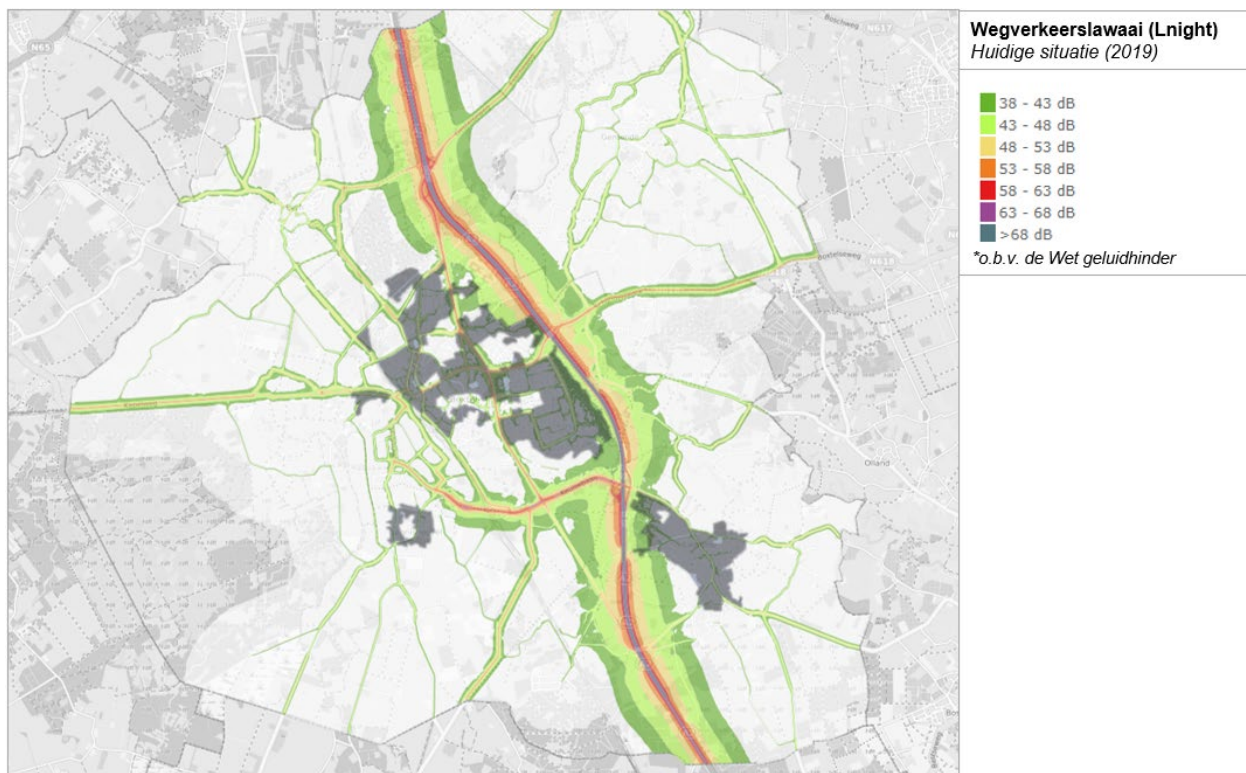 N65
Boschweg
N617
Wegverkeerslawaai (Lnight)
Huidige situatie (2019)
38 - 43 dB
43 - 48 dB
48 - 53 dB
53 - 58 dB
58 - 63 dB
63 - 68 dB
>68 dB
*o.b.v. de Wet geluidhinder
N618
Olland